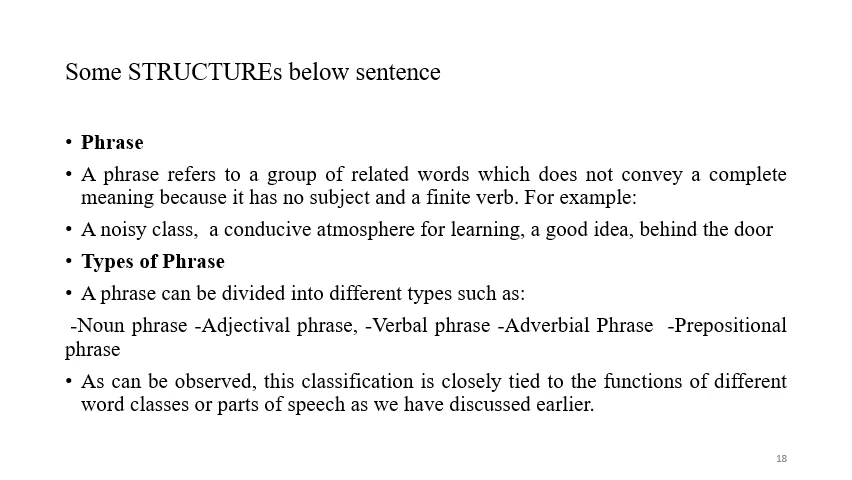 Some STRUCTUREs below sentence
• Phrase
• A phrase refers to a group of related words which does not convey a complete
meaning because it has no subject and a finite verb. For example:
• A noisy class,  a conducive atmosphere for learning, a good idea, behind the door
• Types of Phrase
• A phrase can be divided into different types such as:
-Noun phrase -Adjectival phrase, -Verbal phrase -Adverbial Phrase  -Prepositional
phrase
• As can be observed, this classification is closely tied to the functions of different
word classes or parts of speech as we have discussed earlier.
18